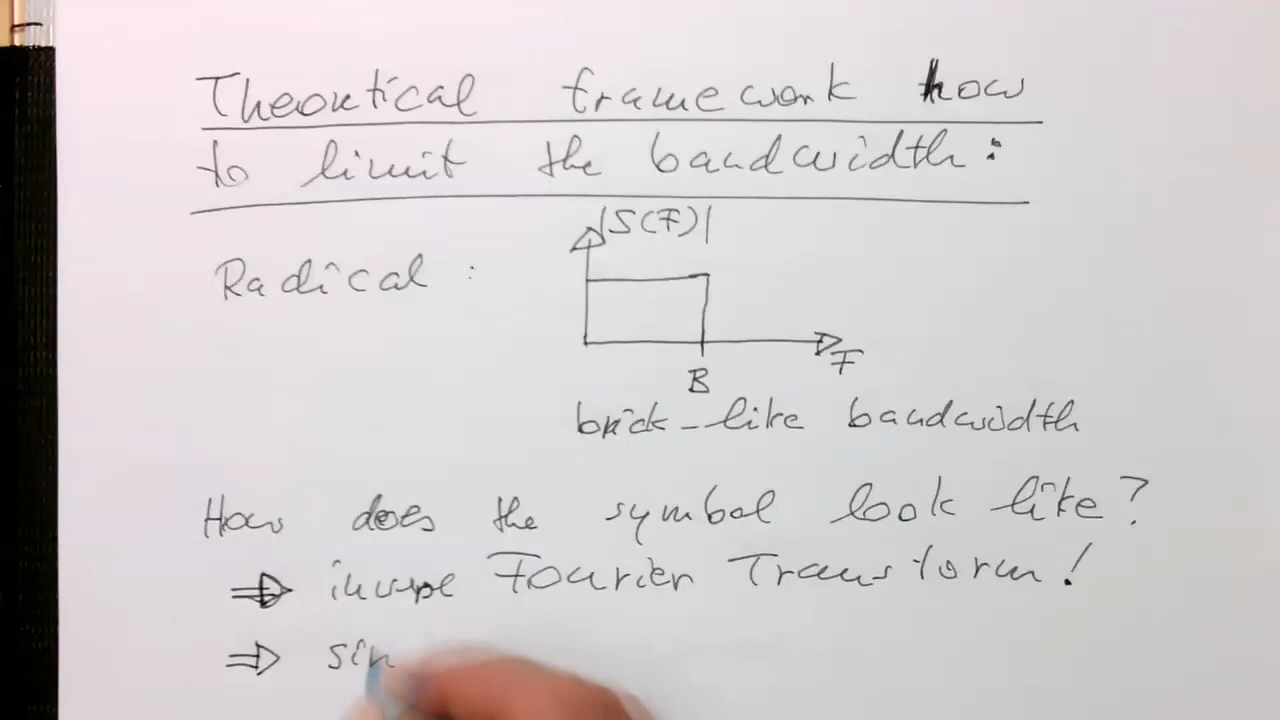 Theoretical framework how
to limit the bandwidth:
|S(F)|
Radical :
F
B
brick-like bandwidth
How does the symbol look like?
⇒ inverse Fourier Transform!
⇒ sin